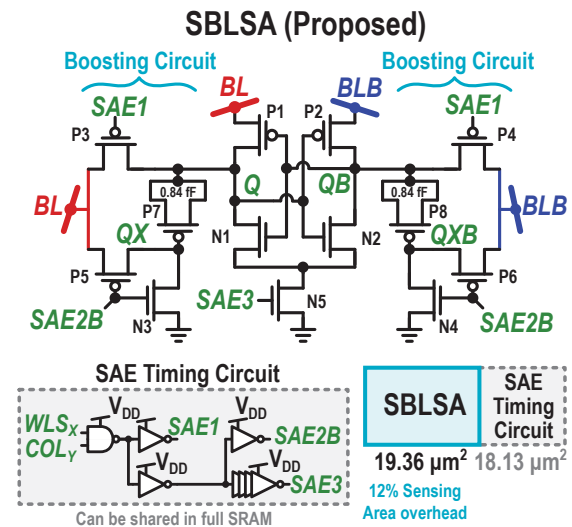 SBLSA (Proposed)
Boosting Circuit
Boosting Circuit
BL
BLB
SAE1
P1
P2
SAE1
P3
P4
0.84 fF
Q
QB
0.84 fF
BL
P7
P8
BLB
QX
N1
N2
QXB
P5
P6
SAE2B
N3
SAE3
N5
N4
SAE2B
SAE Timing Circuit
VDD
VDD
WLSX
SAE1
SAE2B
COLY
VDD
VDD
SAE3
Can be shared in full SRAM
SBLSA
SAE
Timing
Circuit
19.36 µm²
18.13 µm²
12% Sensing
Area overhead